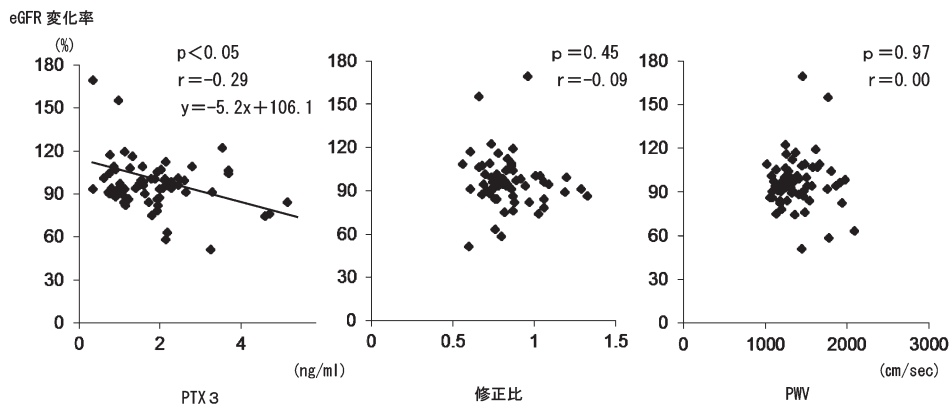 eGFR 変化率
(%)
p<0.05
r=-0.29
y=-5.2x+106.1
180
150
120
90
60
30
0
0 2 4
(ng/ml)
PTX3
p=0.45
r=-0.09
180
150
120
90
60
30
0
0 0.5 1 1.5
修正比
p=0.97
r=0.00
180
150
120
90
60
30
0
0 1000 2000 3000
(cm/sec)
PWV